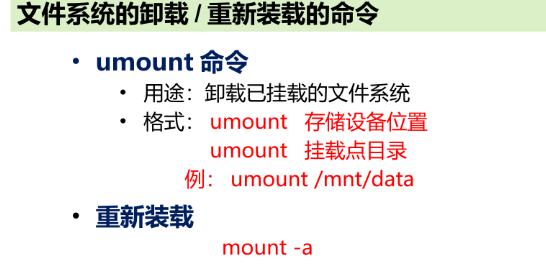 文件系统的卸载 / 重新装载的命令
• umount 命令
• 用途：卸载已挂载的文件系统
• 格式： umount 存储设备位置
umount 挂载点目录
例： umount /mnt/data
• 重新装载
mount -a